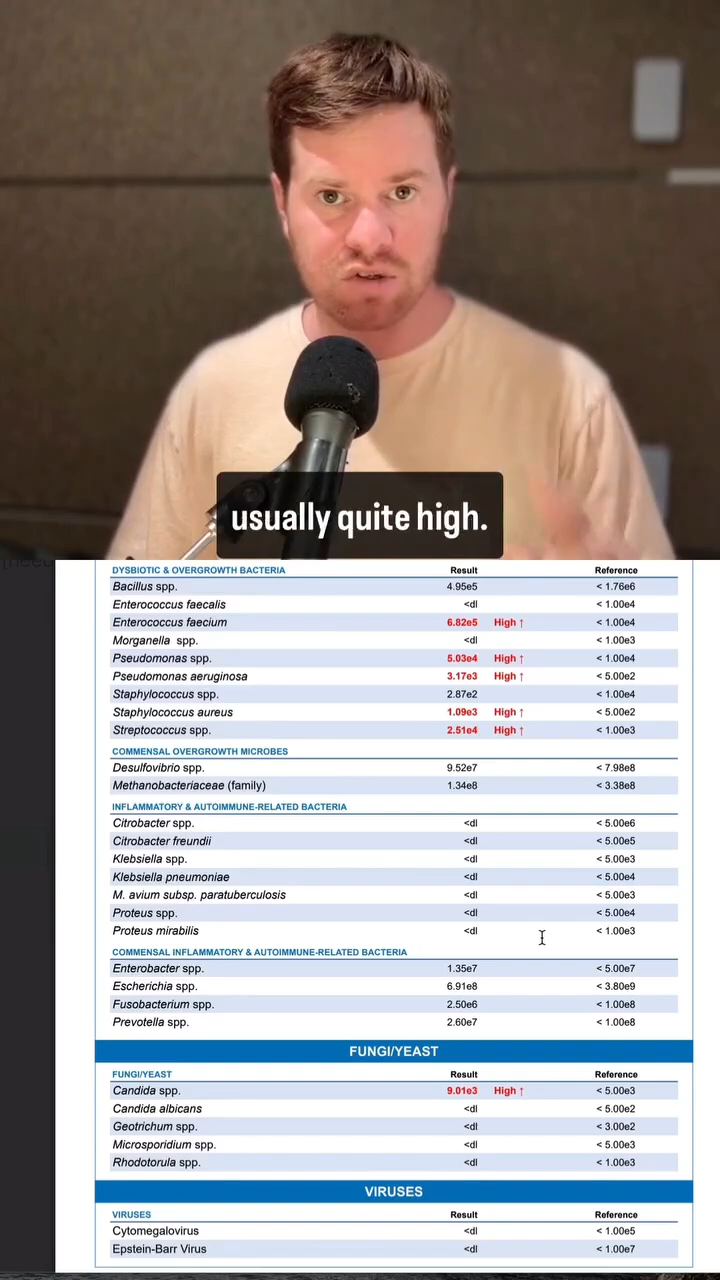 usually quite high.
DYSBIOTIC & OVERGROWTH BACTERIA Result Reference
Bacillus spp. 4.95e5 < 1.76e6
Enterococcus faecalis <dl < 1.00e4
Enterococcus faecium 6.82e5 High ↑ < 1.00e4
Morganella spp. <dl < 1.00e3
Pseudomonas spp. 5.03e4 High ↑ < 1.00e4
Pseudomonas aeruginosa 3.17e3 High ↑ < 5.00e2
Staphylococcus spp. 2.87e2 < 1.00e4
Staphylococcus aureus 1.09e3 High ↑ < 5.00e2
Streptococcus spp. 2.51e4 High ↑ < 1.00e3
COMMENSAL OVERGROWTH MICROBES
Desulfovibrio spp. 9.52e7 < 7.98e8
Methanobacteriaceae (family) 1.34e8 < 3.38e8
INFLAMMATORY & AUTOIMMUNE-RELATED BACTERIA
Citrobacter spp. <dl < 5.00e6
Citrobacter freundii <dl < 5.00e5
Klebsiella spp. <dl < 5.00e3
Klebsiella pneumoniae <dl < 5.00e4
M. avium subsp. paratuberculosis <dl < 5.00e3
Proteus spp. <dl < 5.00e4
Proteus mirabilis <dl < 1.00e3
COMMENSAL INFLAMMATORY & AUTOIMMUNE-RELATED BACTERIA
Enterobacter spp. 1.35e7 < 5.00e7
Escherichia spp. 6.91e8 < 3.80e9
Fusobacterium spp. 2.50e6 < 1.00e8
Prevotella spp. 2.60e7 < 1.00e8
FUNGI/YEAST
FUNGI/YEAST Result Reference
Candida spp. 9.01e3 High ↑ < 5.00e3
Candida albicans <dl < 5.00e2
Geotrichum spp. <dl < 3.00e2
Microsporidium spp. <dl < 5.00e3
Rhodotorula spp. <dl < 1.00e3
VIRUSES
VIRUSES Result Reference
Cytomegalovirus <dl < 1.00e5
Epstein-Barr Virus <dl < 1.00e7